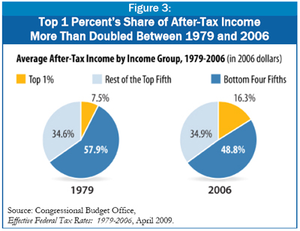 Figure 3:
Top 1 Percent's Share of After-Tax Income
More Than Doubled Between 1979 and 2006
Average After-Tax Income by Income Group, 1979-2006 (in 2006 dollars)
Top 1% Rest of the Top Fifth Bottom Four Fifths
7.5% 16.3%
34.6% 34.9%
57.9% 48.8%
1979 2006
Source: Congressional Budget Office,
Effective Federal Tax Rates: 1979-2006, April 2009.